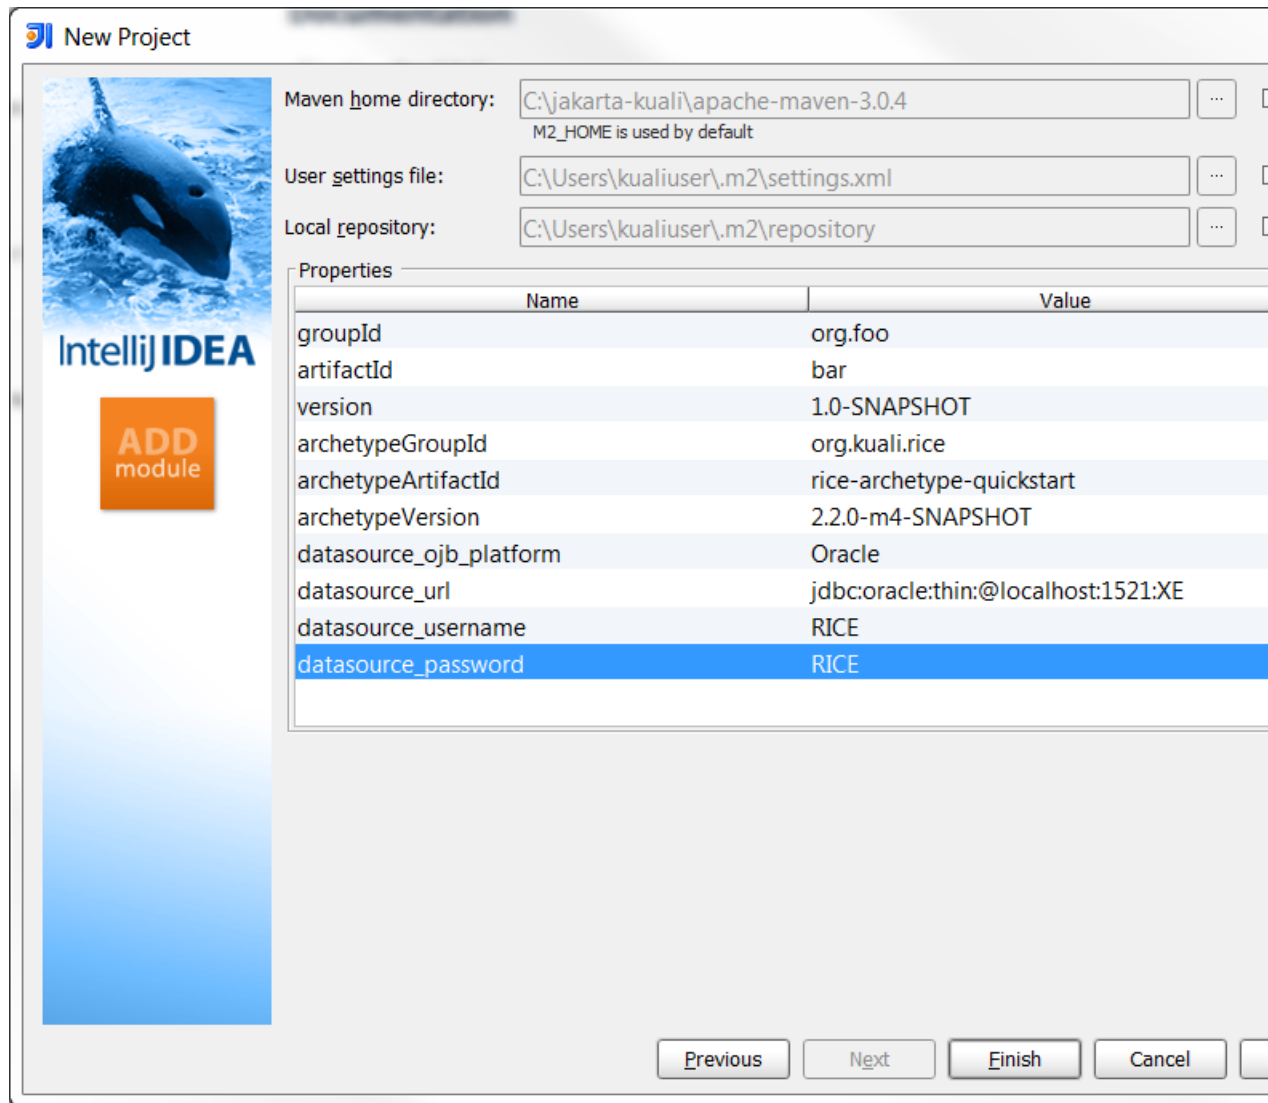 Documentation
New Project
Maven home directory:
C:\jakarta-kuali\apache-maven-3.0.4
...
M2_HOME is used by default
User settings file:
C:\Users\kualiuser\.m2\settings.xml
...
Local repository:
C:\Users\kualiuser\.m2\repository
...
Properties
Name Value
groupId org.foo
artifactId bar
version 1.0-SNAPSHOT
archetypeGroupId org.kuali.rice
archetypeArtifactId rice-archetype-quickstart
archetypeVersion 2.2.0-m4-SNAPSHOT
datasource_ojb_platform Oracle
datasource_url jdbc:oracle:thin:@localhost:1521:XE
datasource_username RICE
datasource_password RICE
IntelliJ IDEA
ADD
module
Previous Next Finish Cancel